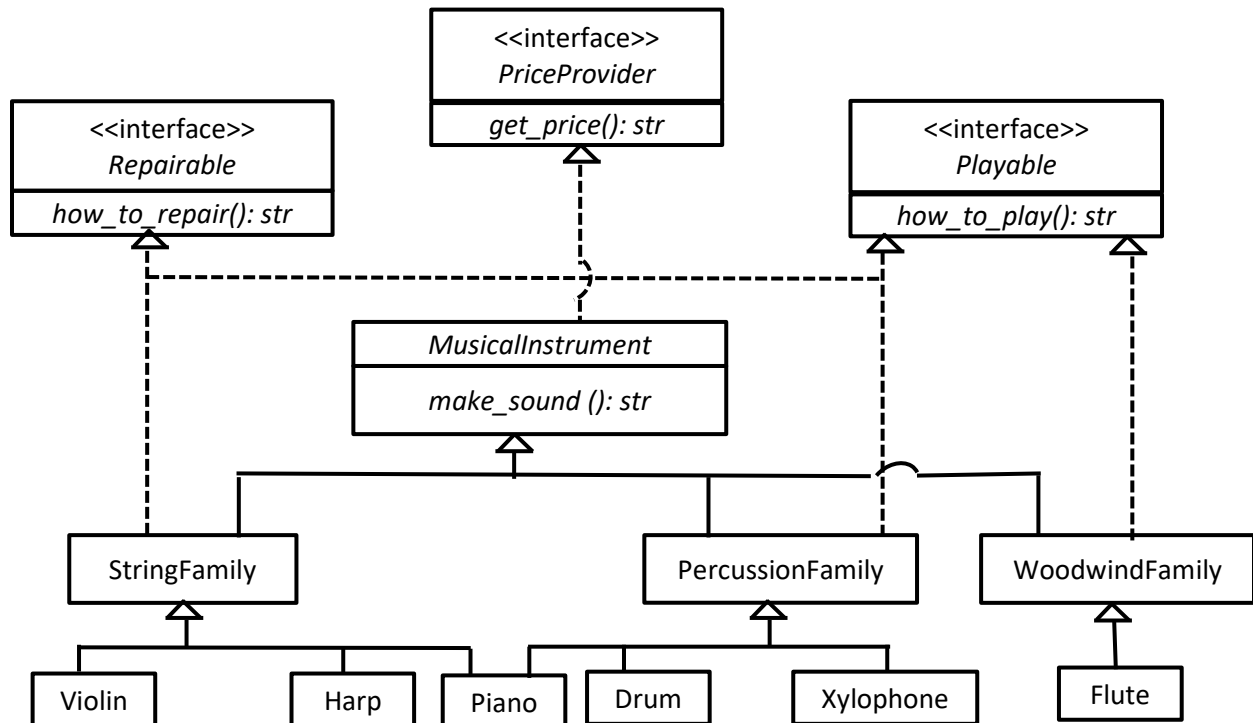 <<interface>>
PriceProvider
get_price(): str
<<interface>>
Repairable
how_to_repair(): str
<<interface>>
Playable
how_to_play(): str
MusicalInstrument
make_sound (): str
StringFamily
PercussionFamily
WoodwindFamily
Violin
Harp
Piano
Drum
Xylophone
Flute